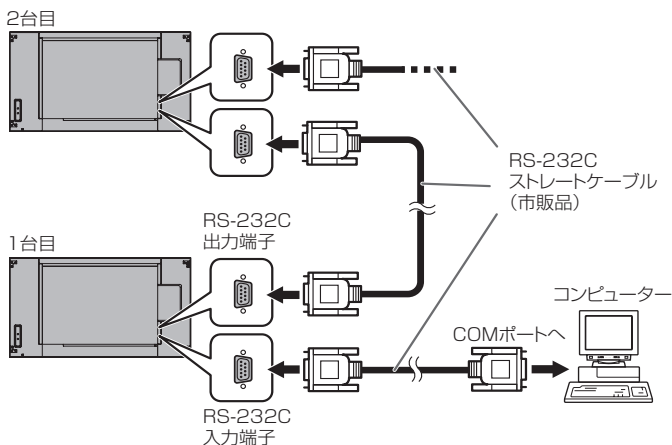 2台目
RS-232C
ストレートケーブル
（市販品）
RS-232C
出力端子
1台目
コンピューター
COMポートへ
RS-232C
入力端子